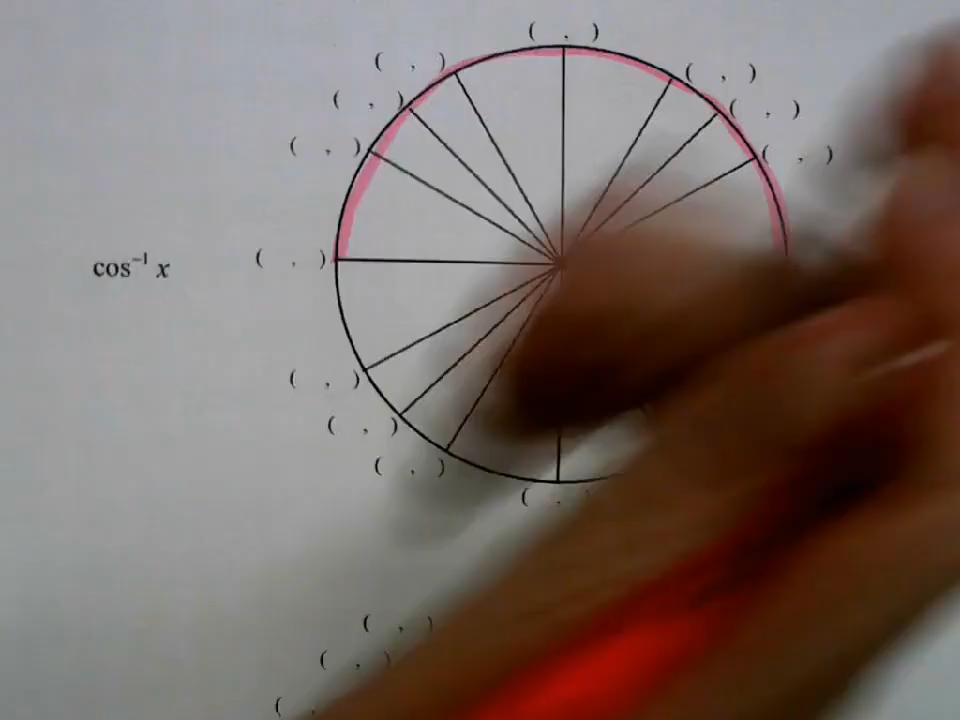 ( , )
( , ) ( , )
( , ) ( , )
( , ) ( , )
cos⁻¹ x ( , )
( , )
( , )
( , )
( ,
( , )
( , )
( ,